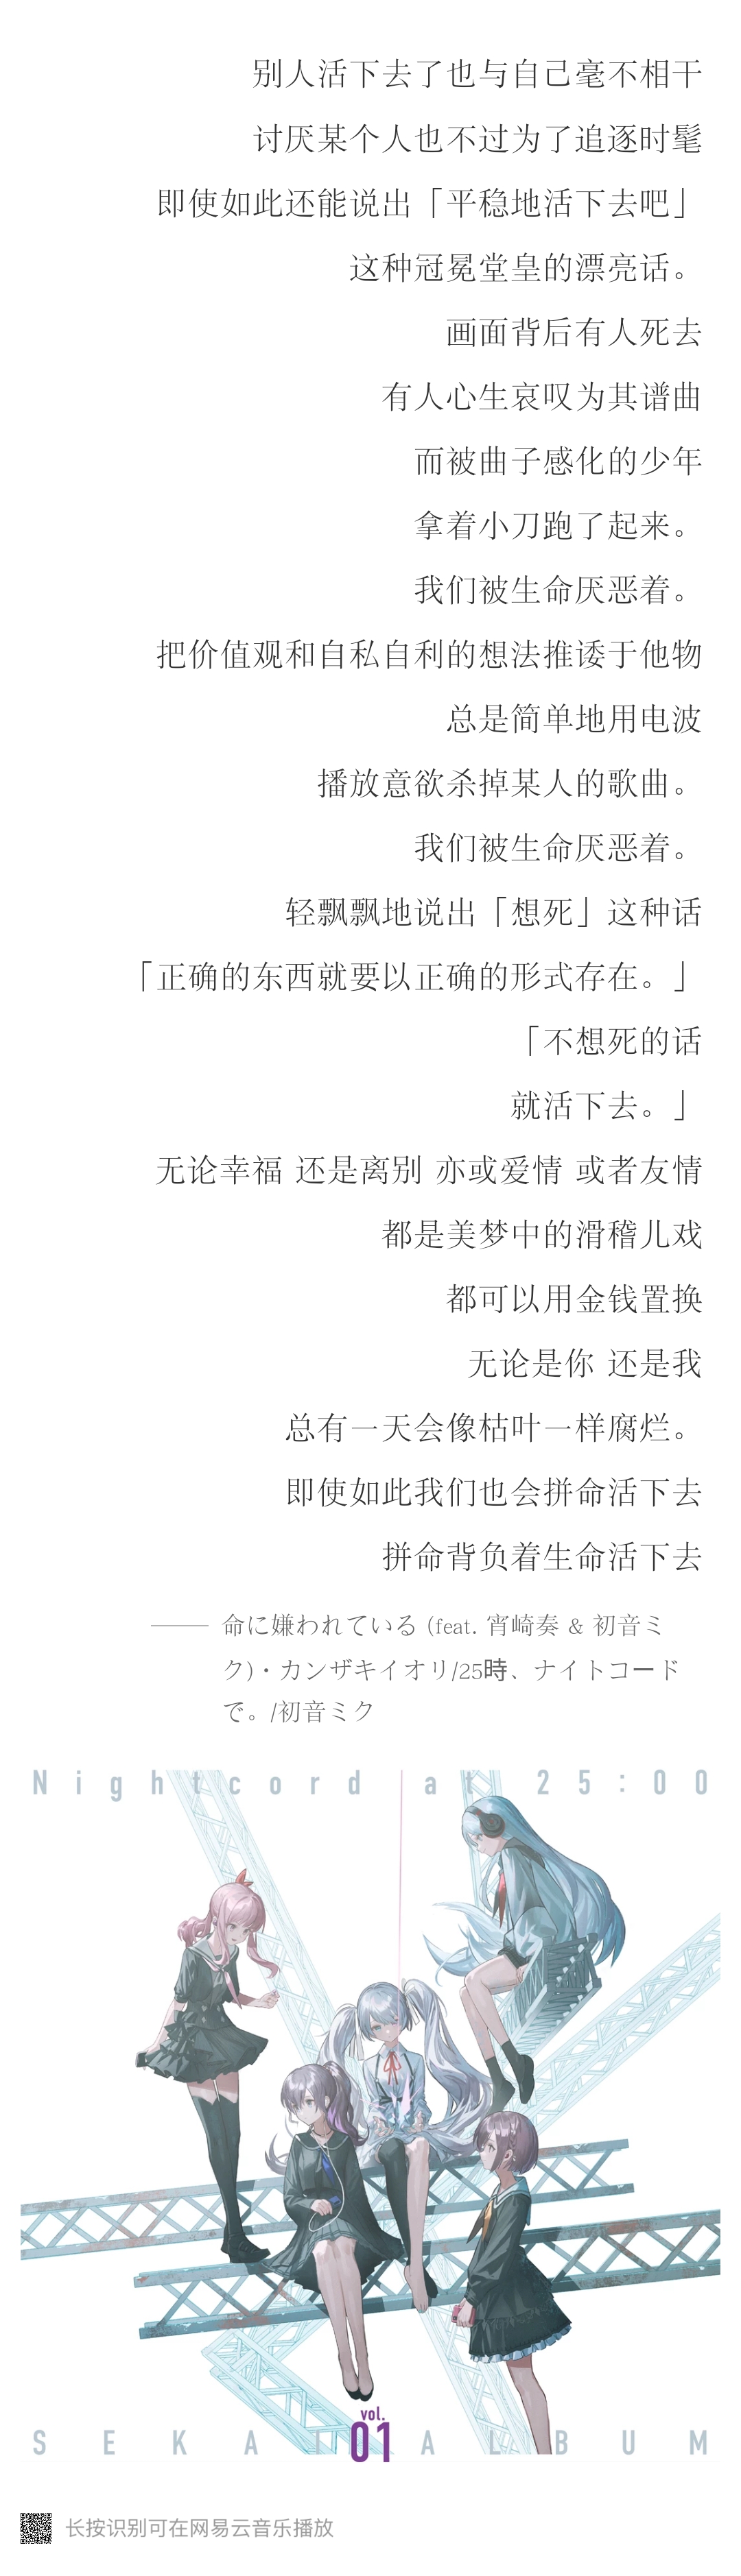 别人活下去了也与自己毫不相干
讨厌某个人也不过为了追逐时髦
即使如此还能说出「平稳地活下去吧」
这种冠冕堂皇的漂亮话。
画面背后有人死去
有人心生哀叹为其谱曲
而被曲子感化的少年
拿着小刀跑了起来。
我们被生命厌恶着。
把价值观和自私自利的想法推诿于他物
总是简单地用电波
播放意欲杀掉某人的歌曲。
我们被生命厌恶着。
轻飘飘地说出「想死」这种话
「正确的东西就要以正确的形式存在。」
「不想死的话
就活下去。」
无论幸福 还是离别 亦或爱情 或者友情
都是美梦中的滑稽儿戏
都可以用金钱置换
无论是你 还是我
总有一天会像枯叶一样腐烂。
即使如此我们也会拼命活下去
拼命背负着生命活下去
—— 命に嫌われている (feat. 宵崎奏 & 初音ミ
ク)・カンザキイオリ/25時、ナイトコード
で。/初音ミク
Nightcord at 25:00
vol.
01
SEKAI ALBUM
长按识别可在网易云音乐播放